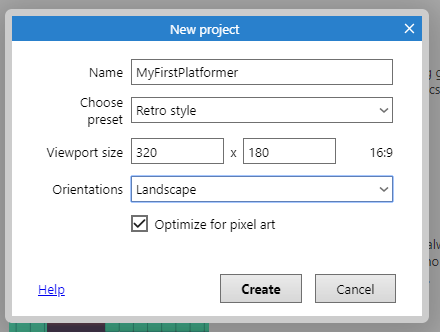 New project
Name MyFirstPlatformer
Choose preset Retro style
Viewport size 320 x 180 16:9
Orientations Landscape
Optimize for pixel art
Help Create Cancel